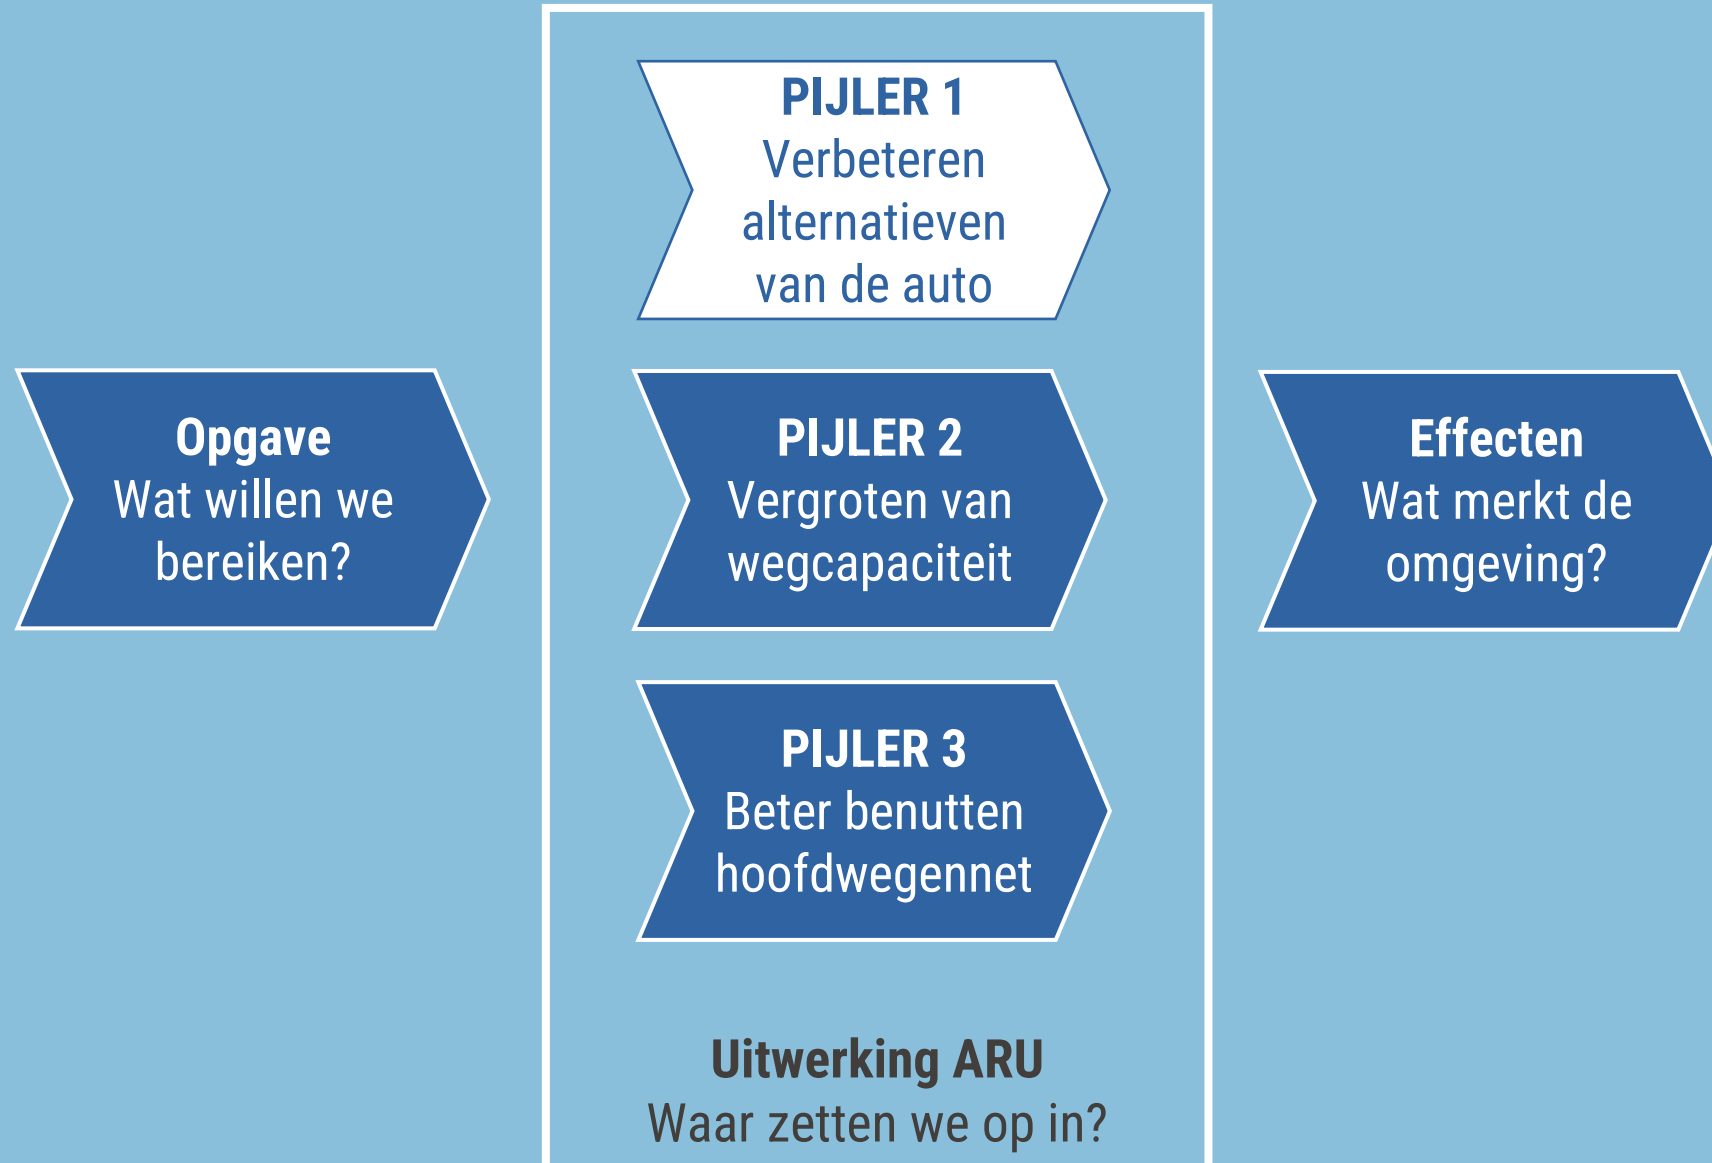 Opgave
Wat willen we
bereiken?
PIJLER 1
Verbeteren
alternatieven
van de auto
PIJLER 2
Vergroten van
wegcapaciteit
PIJLER 3
Beter benutten
hoofdwegennet
Uitwerking ARU
Waar zetten we op in?
Effecten
Wat merkt de
omgeving?